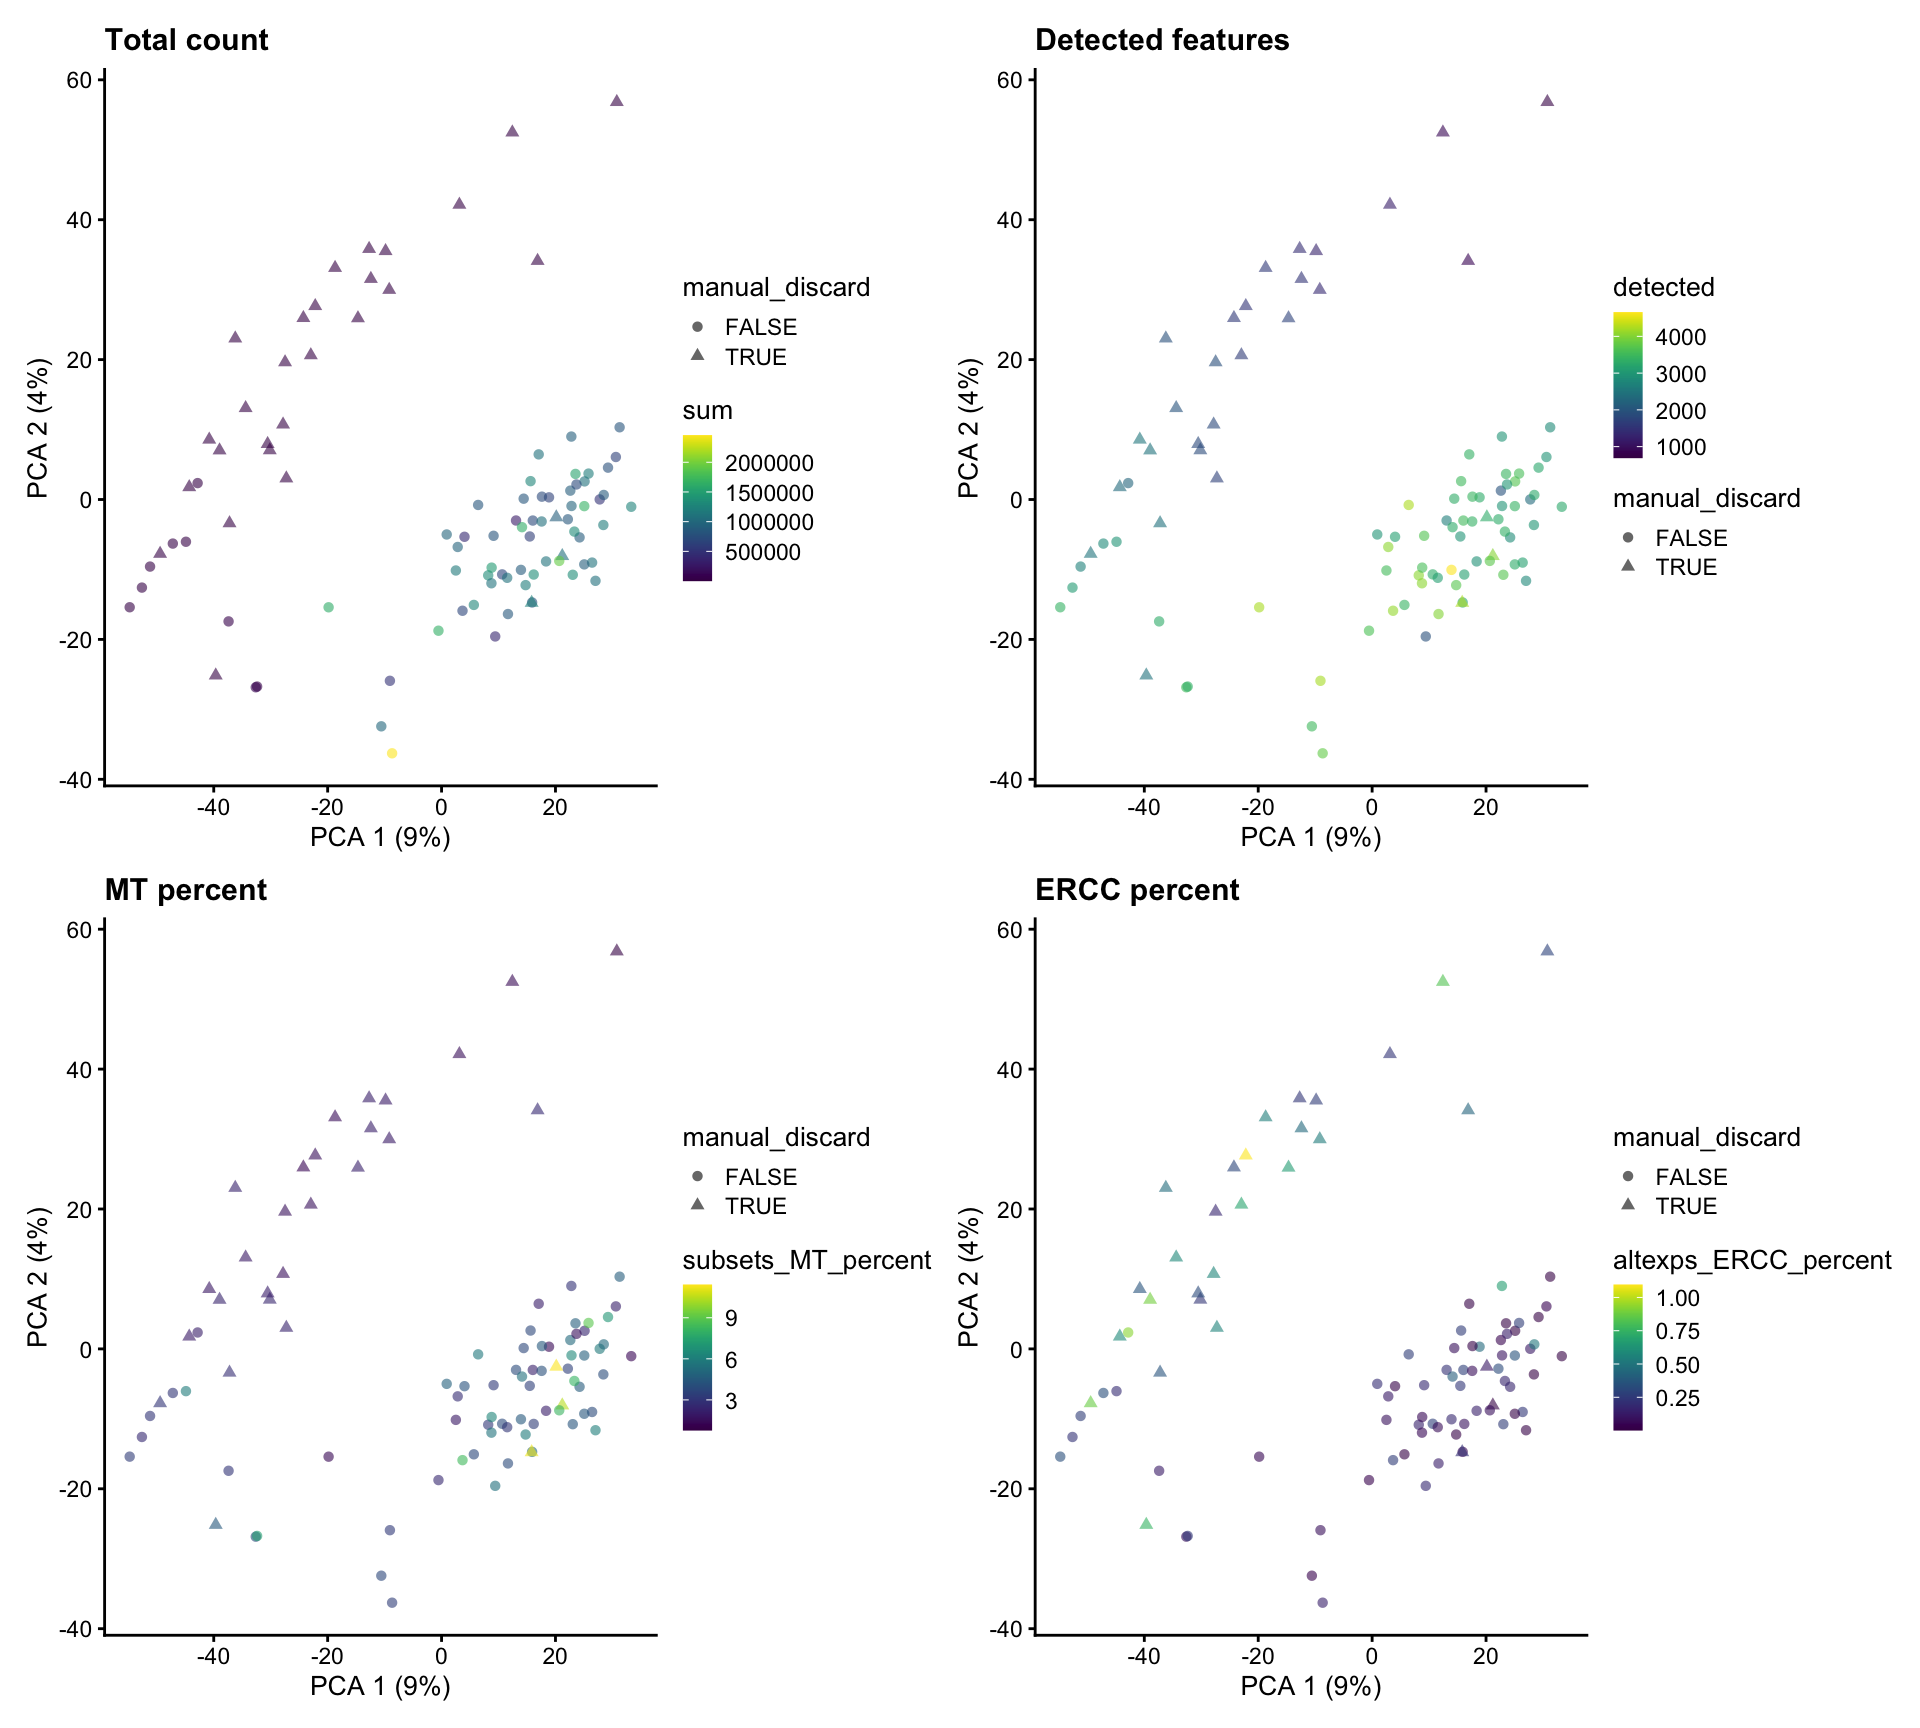 Total count
60
40
20
0
-20
-40
-40
-20
0
20
PCA 1 (9%)
PCA 2 (4%)
manual_discard
FALSE
TRUE
sum
2000000
1500000
1000000
500000
Detected features
60
40
20
0
-20
-40
-40
-20
0
20
PCA 1 (9%)
PCA 2 (4%)
detected
4000
3000
2000
1000
manual_discard
FALSE
TRUE
MT percent
60
40
20
0
-20
-40
-40
-20
0
20
PCA 1 (9%)
PCA 2 (4%)
manual_discard
FALSE
TRUE
subsets_MT_percent
9
6
3
ERCC percent
60
40
20
0
-20
-40
-40
-20
0
20
PCA 1 (9%)
PCA 2 (4%)
manual_discard
FALSE
TRUE
altexps_ERCC_percent
1.00
0.75
0.50
0.25